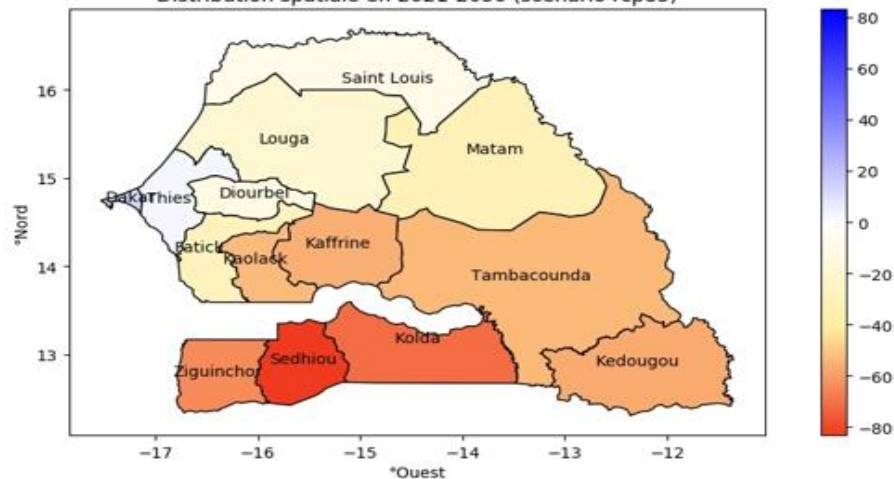 Distribution spatiale en 2021-2050 (scénario rcp85)
80
60
40
20
0
−20
−40
−60
−80
16
15
14
13
°Nord
Saint Louis
Louga
Matam
Dakar
Thies
Diourbel
Fatick
Kaolack
Kaffrine
Tambacounda
Ziguinchor
Sedhiou
Kolda
Kedougou
−17 −16 −15 −14 −13 −12
°Ouest